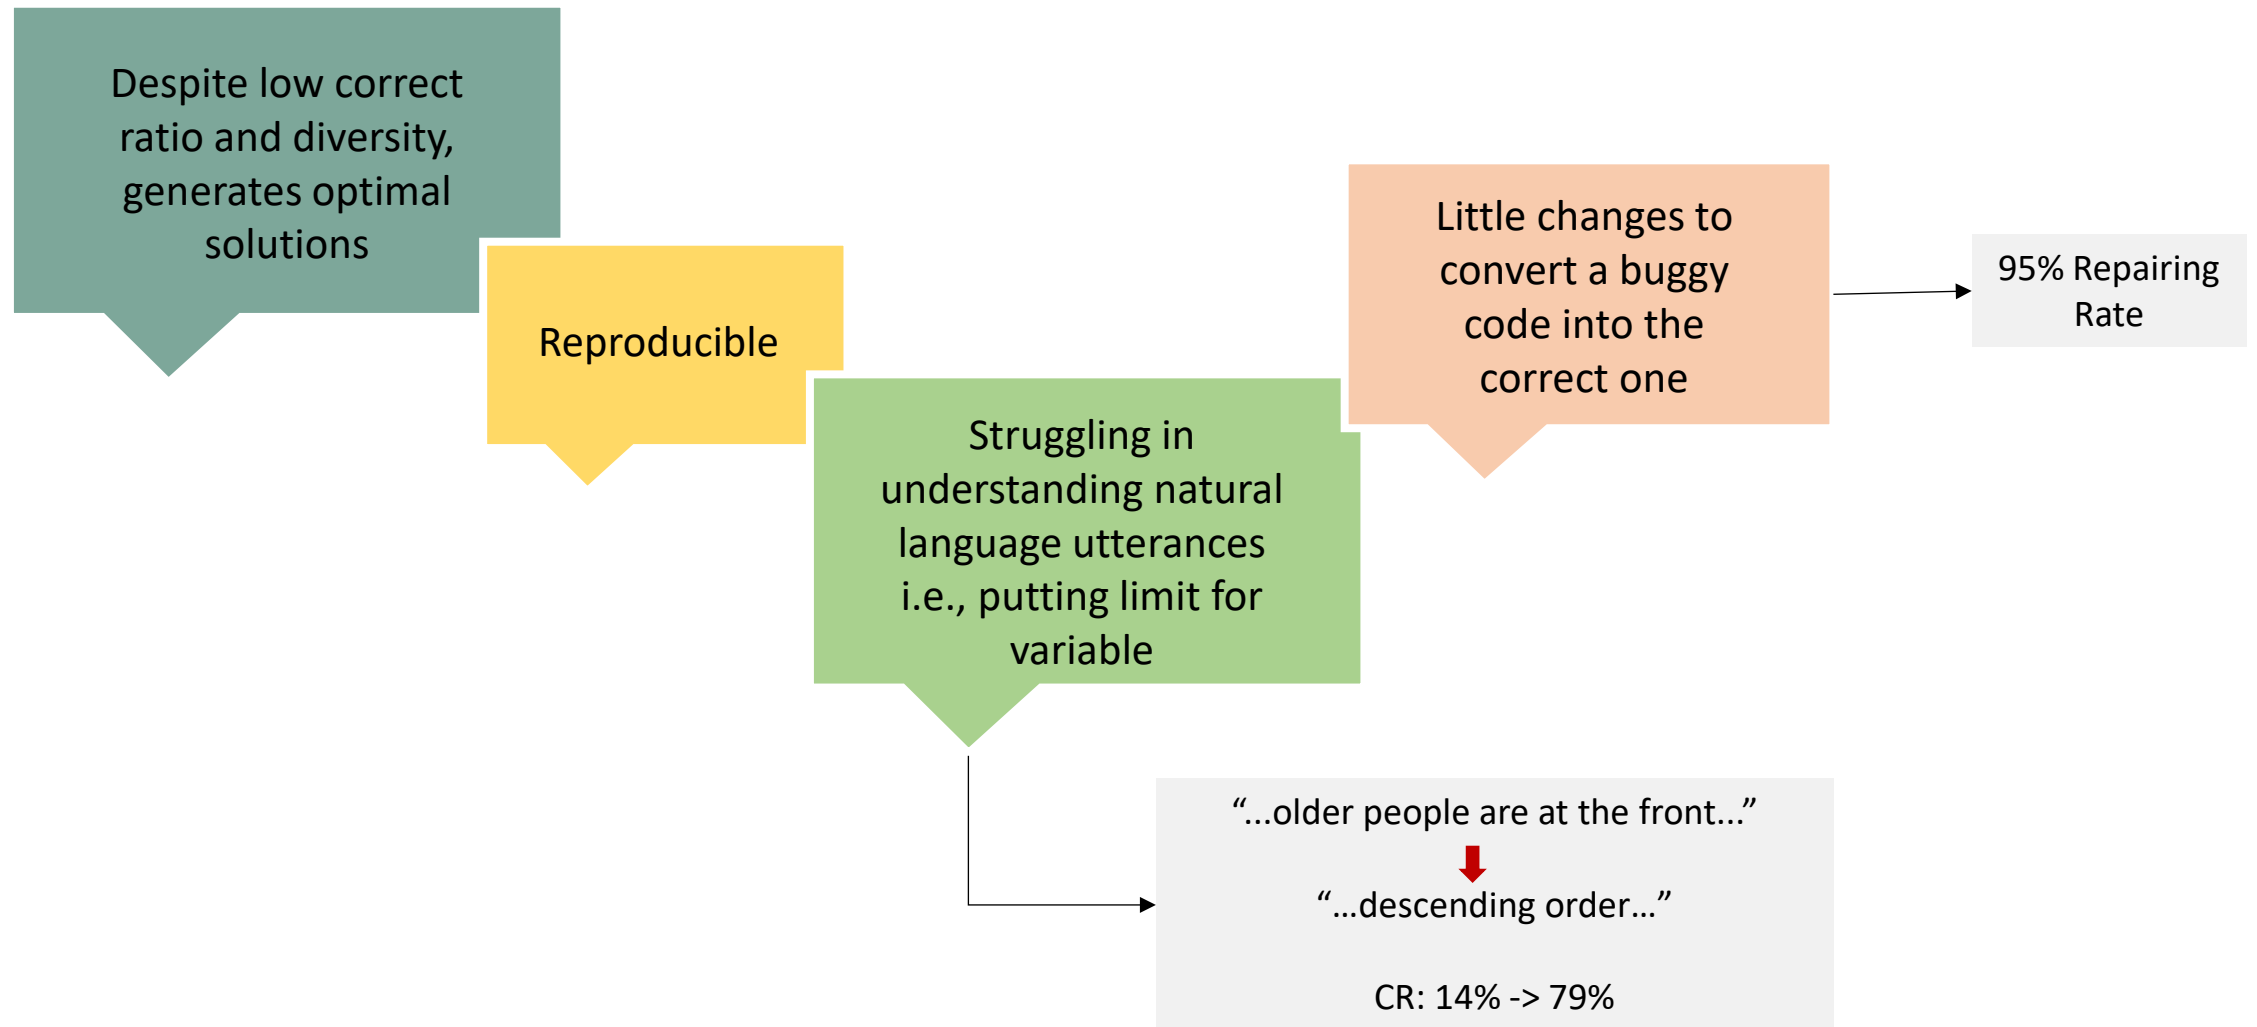 Despite low correct
ratio and diversity,
generates optimal
solutions
Reproducible
Struggling in
understanding natural
language utterances
i.e., putting limit for
variable
Little changes to
convert a buggy
code into the
correct one
95% Repairing
Rate
“...older people are at the front...”
“...descending order...”
CR: 14% -> 79%